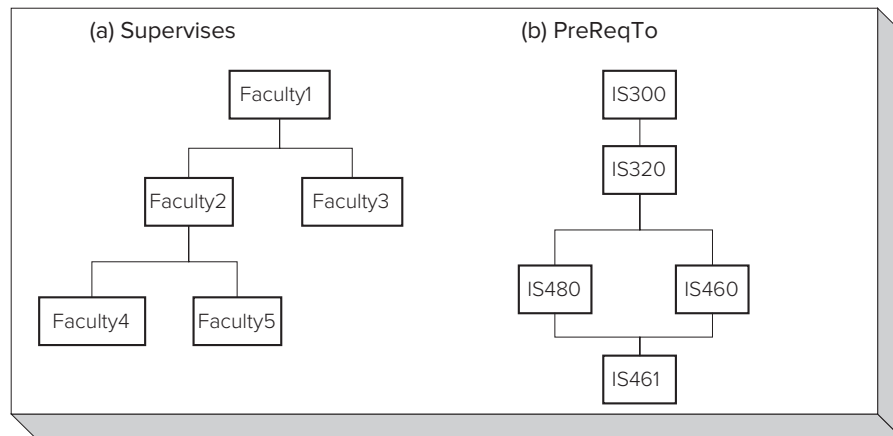 (a) Supervises
Faculty1
Faculty2
Faculty3
Faculty4
Faculty5
(b) PreReqTo
IS300
IS320
IS480
IS460
IS461